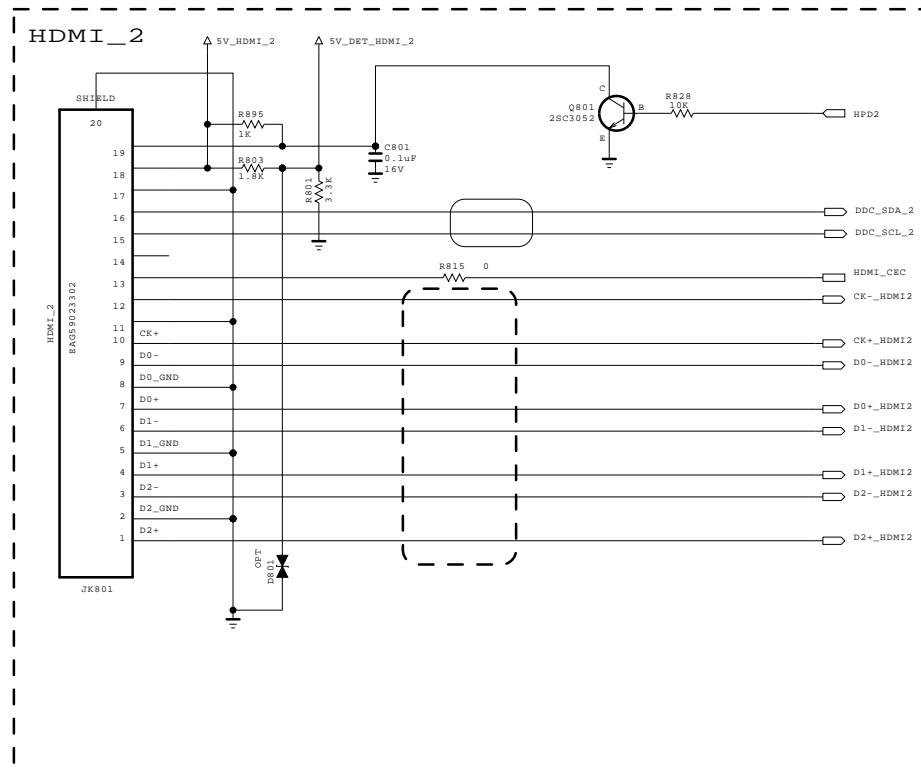 HDMI_2
5V_HDMI_2
5V_DET_HDMI_2
SHIELD
20
R895
1K
C
Q801
2SC3052
B
E
R828
10K
HPD2
19
C801
0.1uF
16V
R803
1.8K
18
R801
3.3K
17
16
DDC_SDA_2
15
DDC_SCL_2
14
R815 0
13
HDMI_CEC
12
CK-_HDMI2
HDMI_2
EAG59023302
11
CK+
10
CK+_HDMI2
D0-
9
D0-_HDMI2
D0_GND
8
D0+
7
D0+_HDMI2
D1-
6
D1-_HDMI2
D1_GND
5
D1+
4
D1+_HDMI2
D2-
3
D2-_HDMI2
D2_GND
2
D2+
1
D2+_HDMI2
OPT
D801
JK801